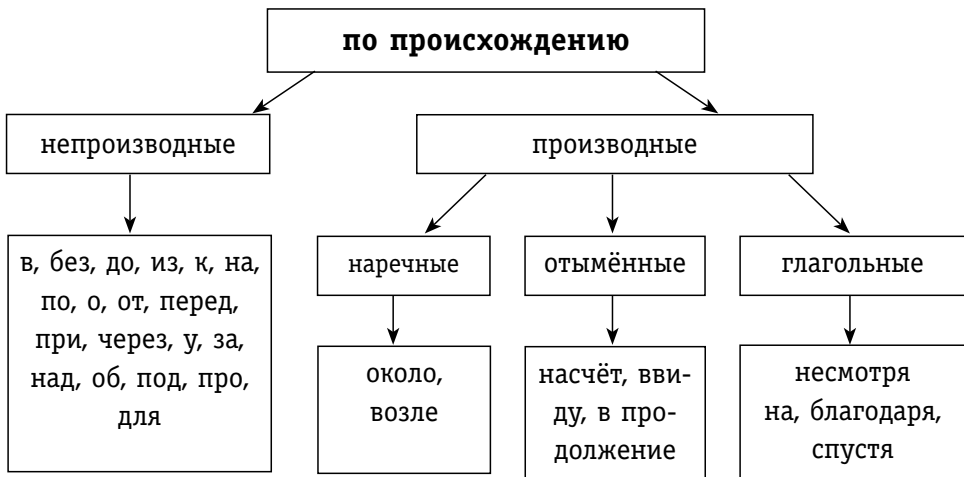 по происхождению
непроизводные
производные
в, без, до, из, к, на,
по, о, от, перед,
при, через, у, за,
над, об, под, про,
для
наречные
отымённые
глагольные
около,
возле
насчёт, вви-
ду, в про-
должение
несмотря
на, благодаря,
спустя